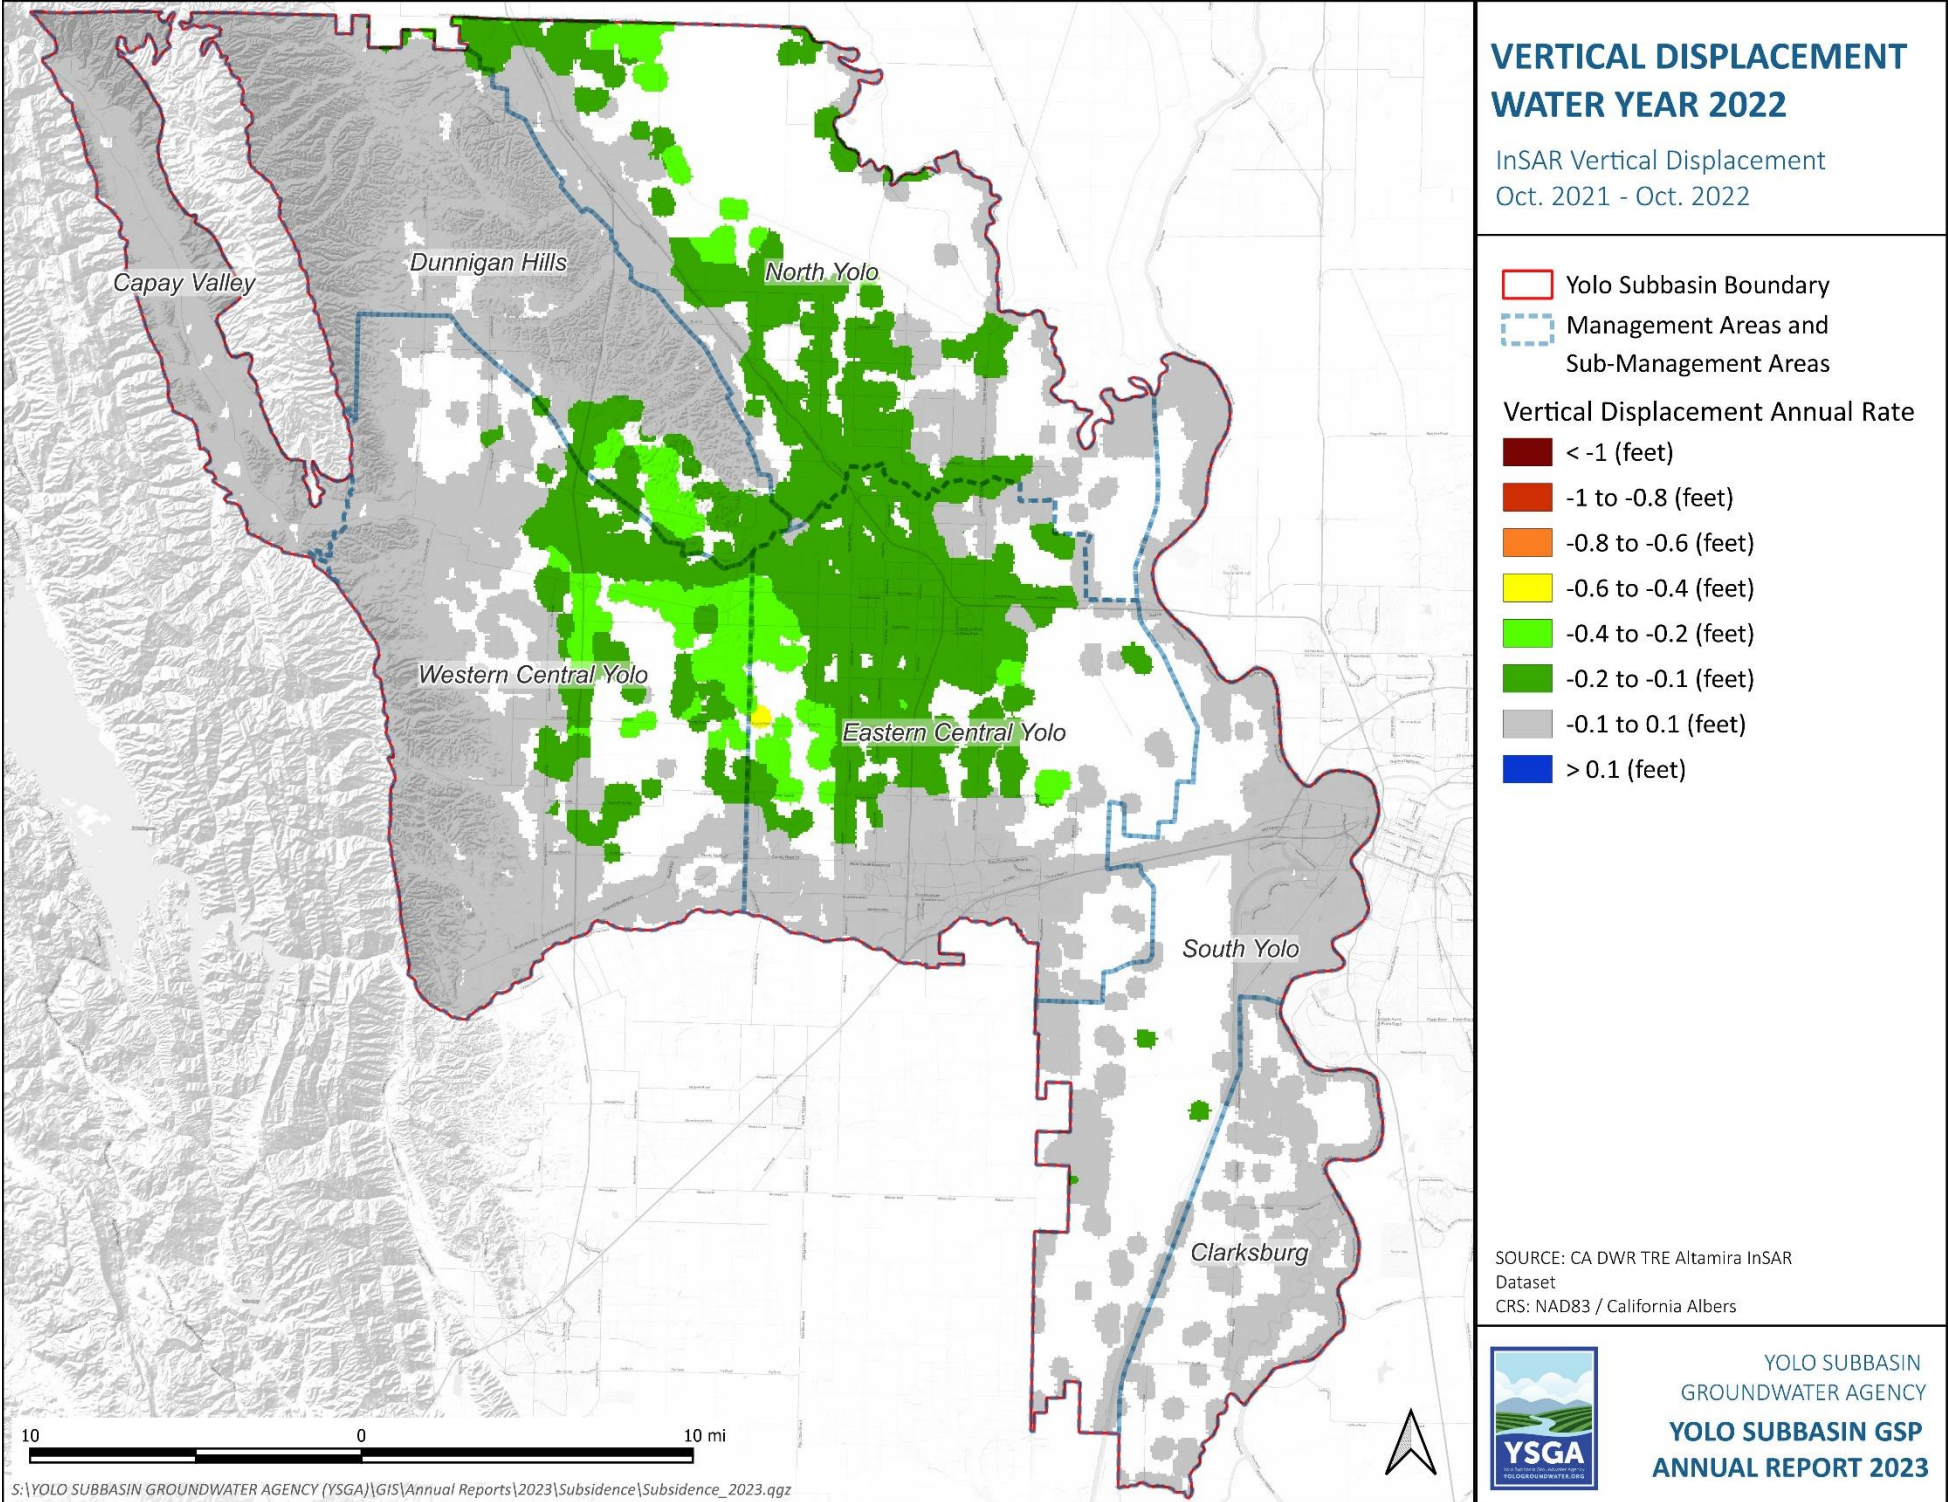 VERTICAL DISPLACEMENT
WATER YEAR 2022
InSAR Vertical Displacement
Oct. 2021 - Oct. 2022
Yolo Subbasin Boundary
Management Areas and
Sub-Management Areas
Vertical Displacement Annual Rate
< -1 (feet)
-1 to -0.8 (feet)
-0.8 to -0.6 (feet)
-0.6 to -0.4 (feet)
-0.4 to -0.2 (feet)
-0.2 to -0.1 (feet)
-0.1 to 0.1 (feet)
> 0.1 (feet)
Capay Valley
Dunnigan Hills
North Yolo
Western Central Yolo
Eastern Central Yolo
South Yolo
Clarksburg
10 0 10 mi
S:\YOLO SUBBASIN GROUNDWATER AGENCY (YSGA)\GIS\Annual Reports\2023\Subsidence\Subsidence_2023.qgz
SOURCE: CA DWR TRE Altamira InSAR
Dataset
CRS: NAD83 / California Albers
YSGA
YOLOGROUNDWATER.ORG
YOLO SUBBASIN
GROUNDWATER AGENCY
YOLO SUBBASIN GSP
ANNUAL REPORT 2023